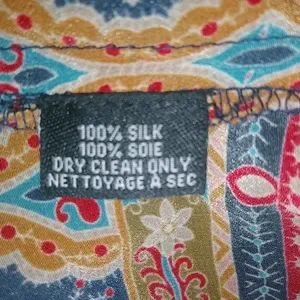 100% SILK
100% SOIE
DRY CLEAN ONLY
NETTOYAGE À SEC